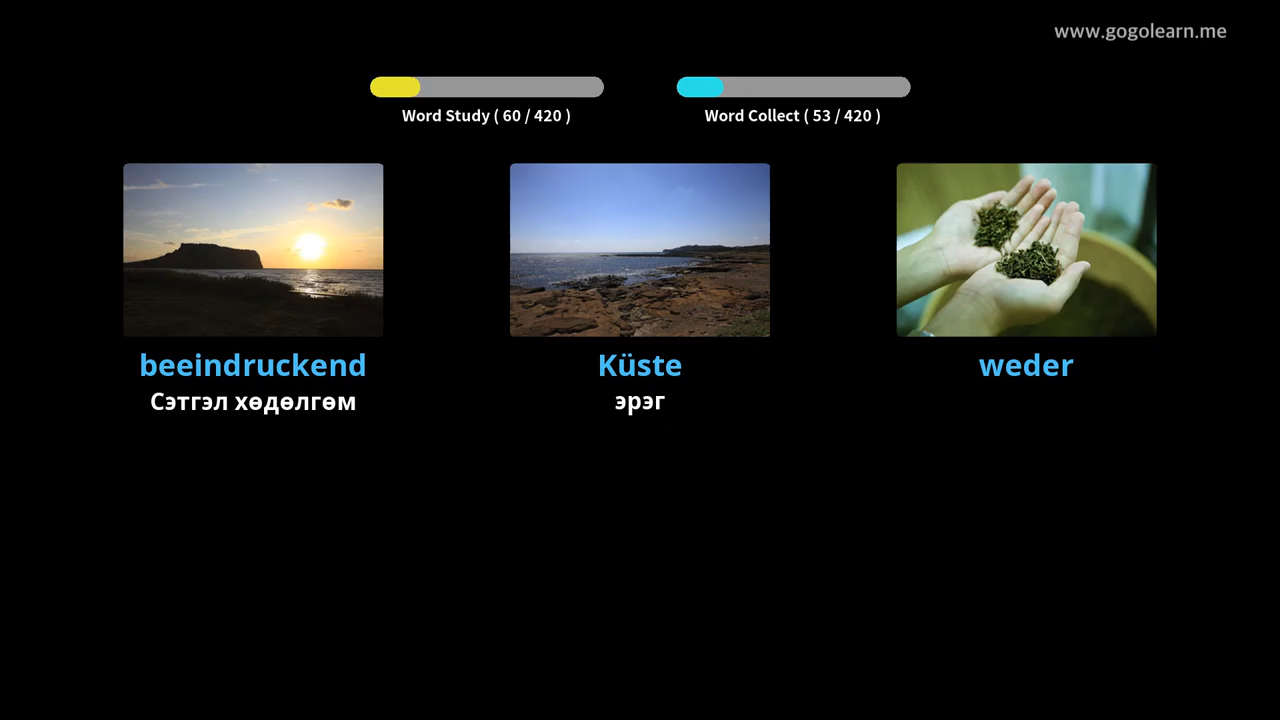 www.gogolearn.me
Word Study ( 60 / 420 )
Word Collect ( 53 / 420 )
beeindruckend
Сэтгэл хөдөлгөм
Küste
эрэг
weder